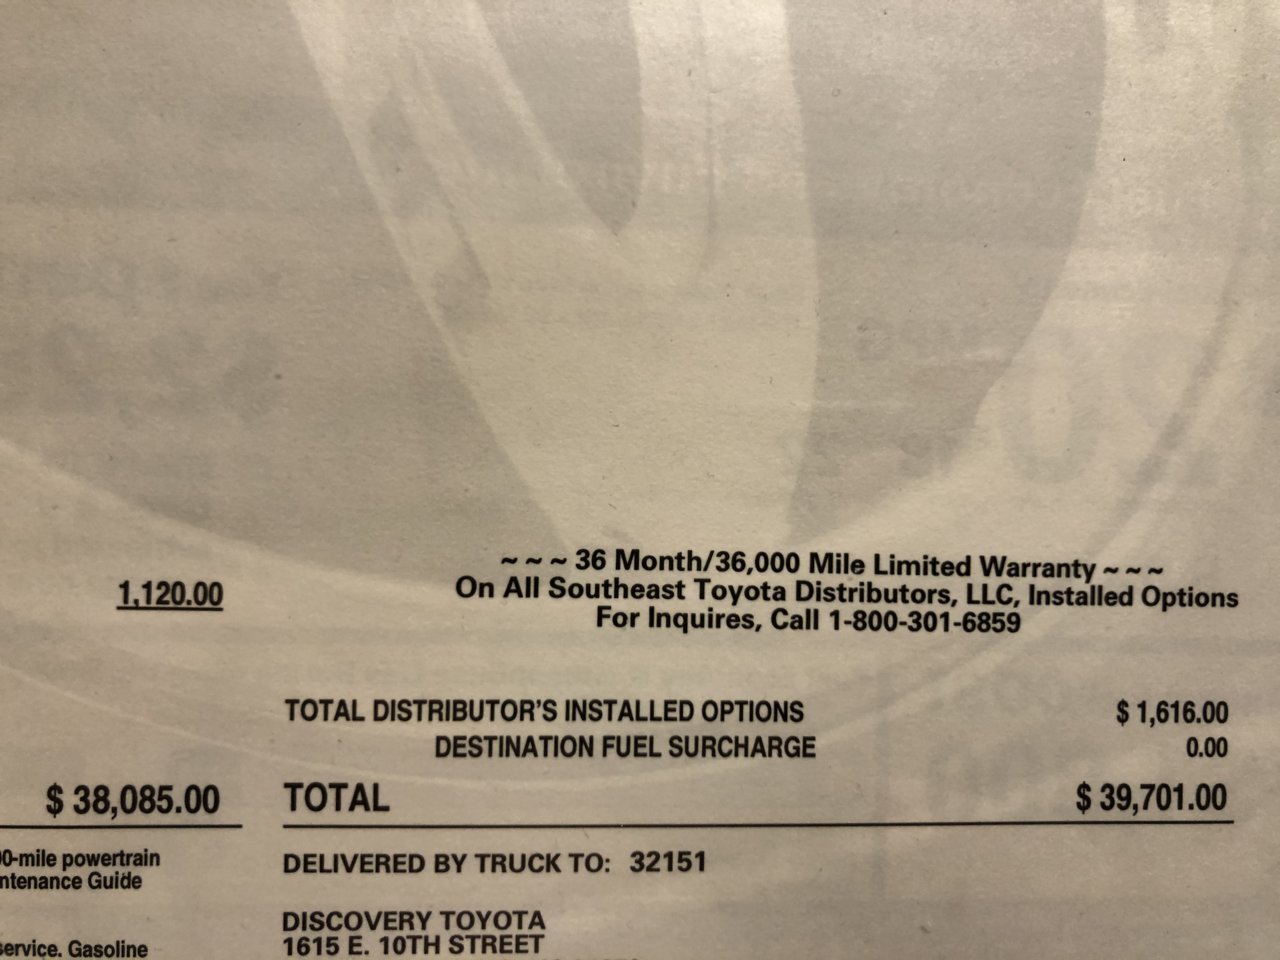 ~ ~ ~ 36 Month/36,000 Mile Limited Warranty ~ ~ ~
1,120.00
On All Southeast Toyota Distributors, LLC, Installed Options
For Inquires, Call 1-800-301-6859
TOTAL DISTRIBUTOR'S INSTALLED OPTIONS $ 1,616.00
DESTINATION FUEL SURCHARGE 0.00
$ 38,085.00
TOTAL $ 39,701.00
0-mile powertrain
ntenance Guide
DELIVERED BY TRUCK TO: 32151
DISCOVERY TOYOTA
1615 E. 10TH STREET
service. Gasoline